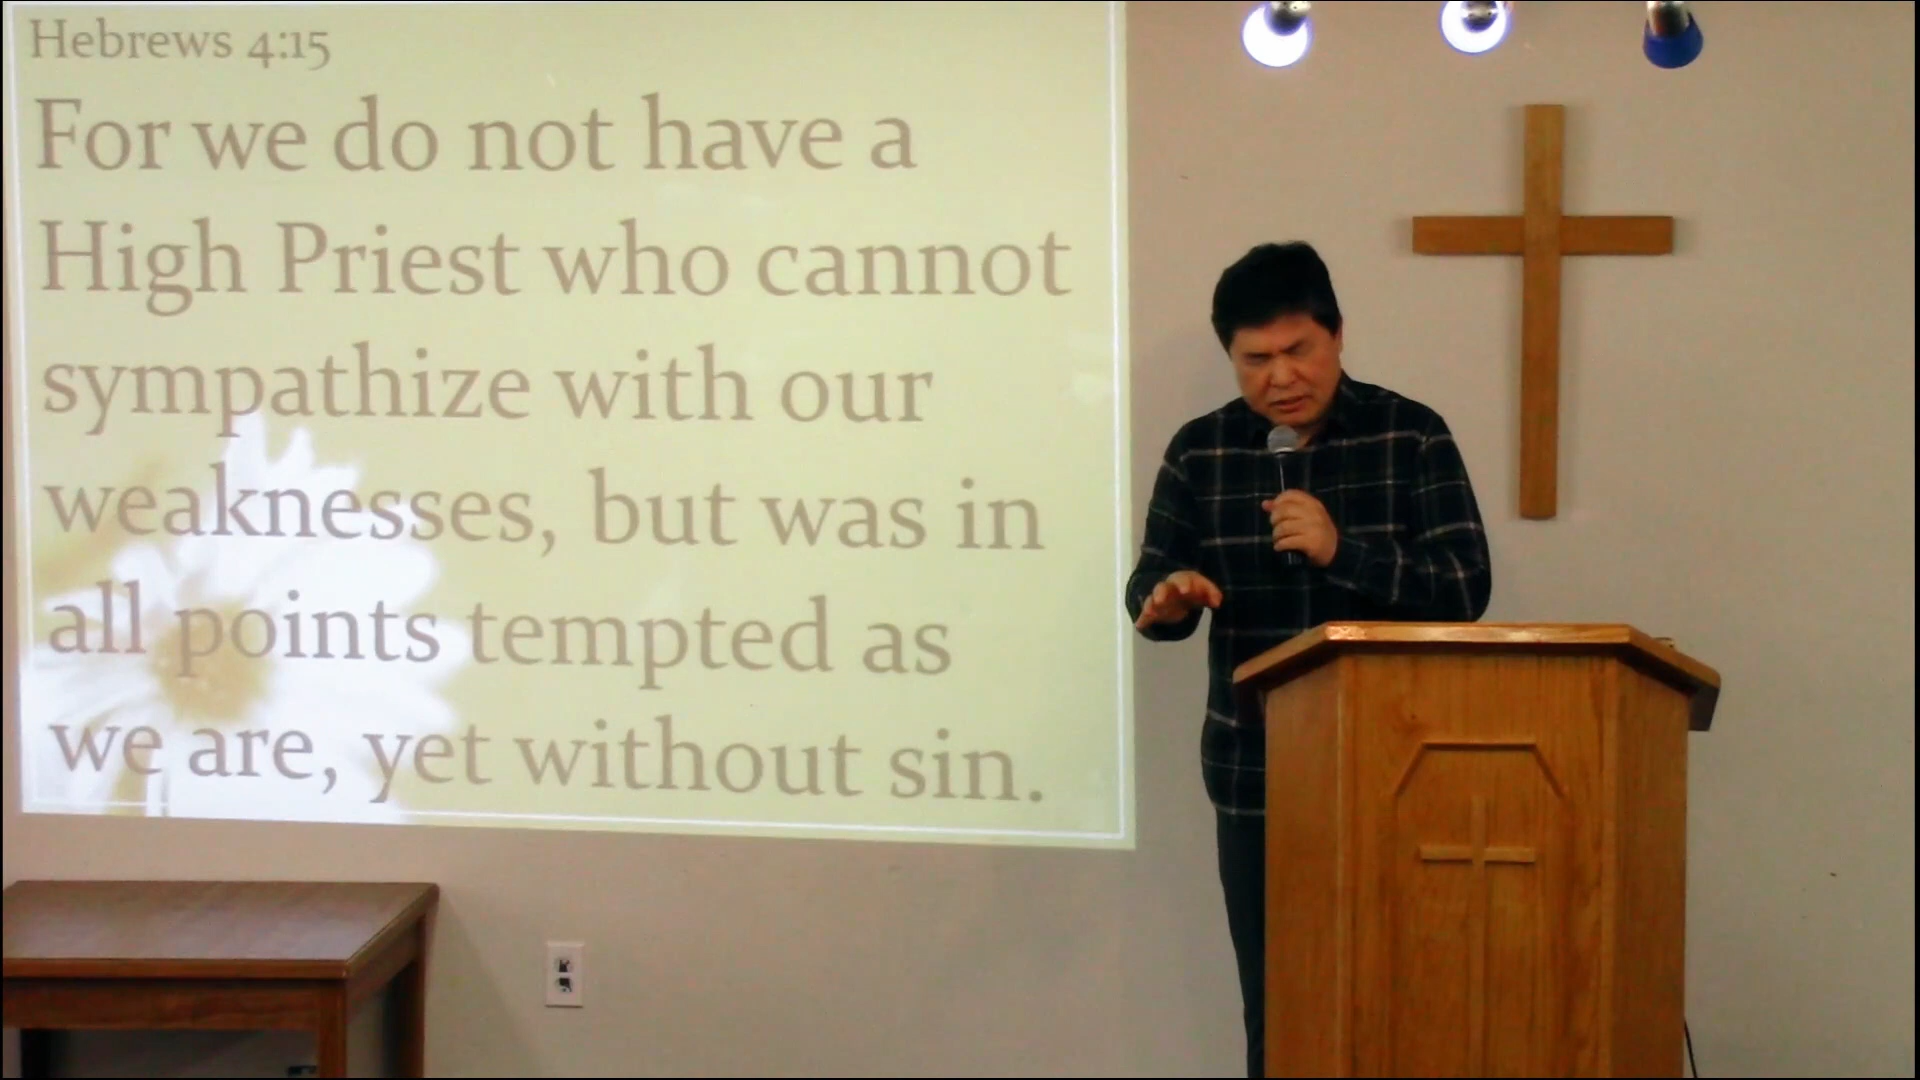 Hebrews 4:15
For we do not have a
High Priest who cannot
sympathize with our
weaknesses, but was in
all points tempted as
we are, yet without sin.